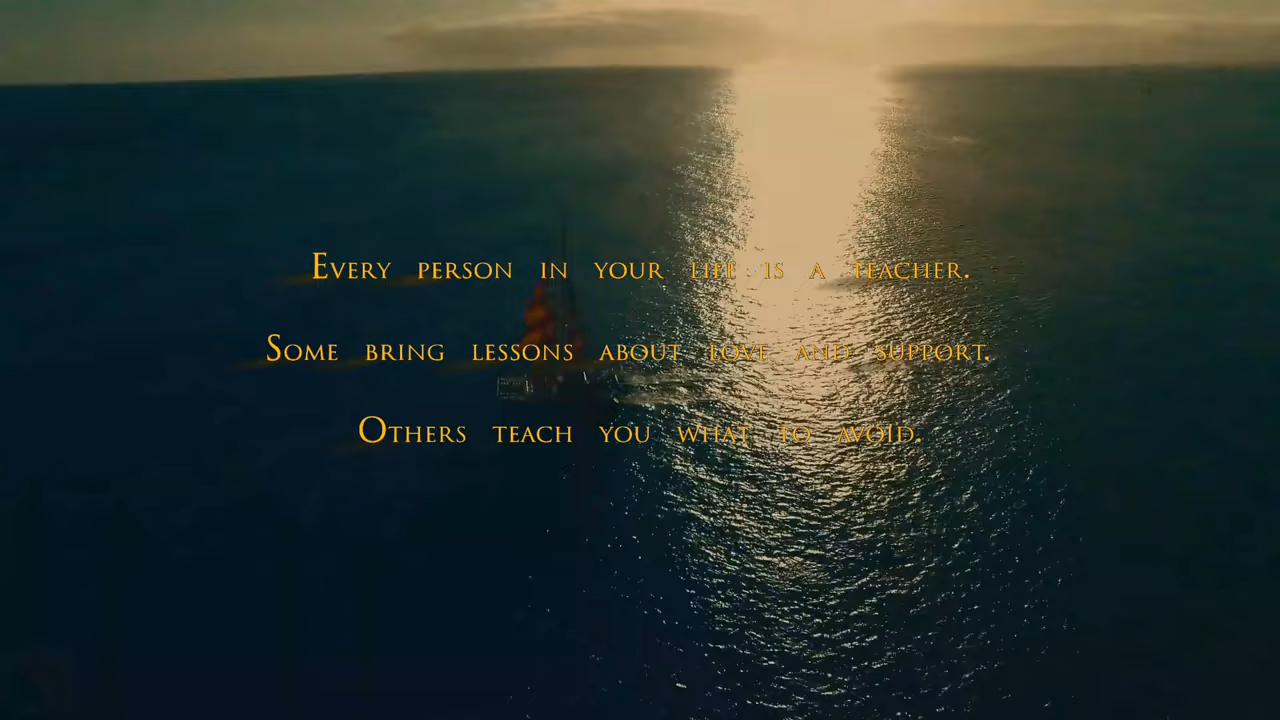 Every person in your life is a teacher.
Some bring lessons about love and support.
Others teach you what to avoid.